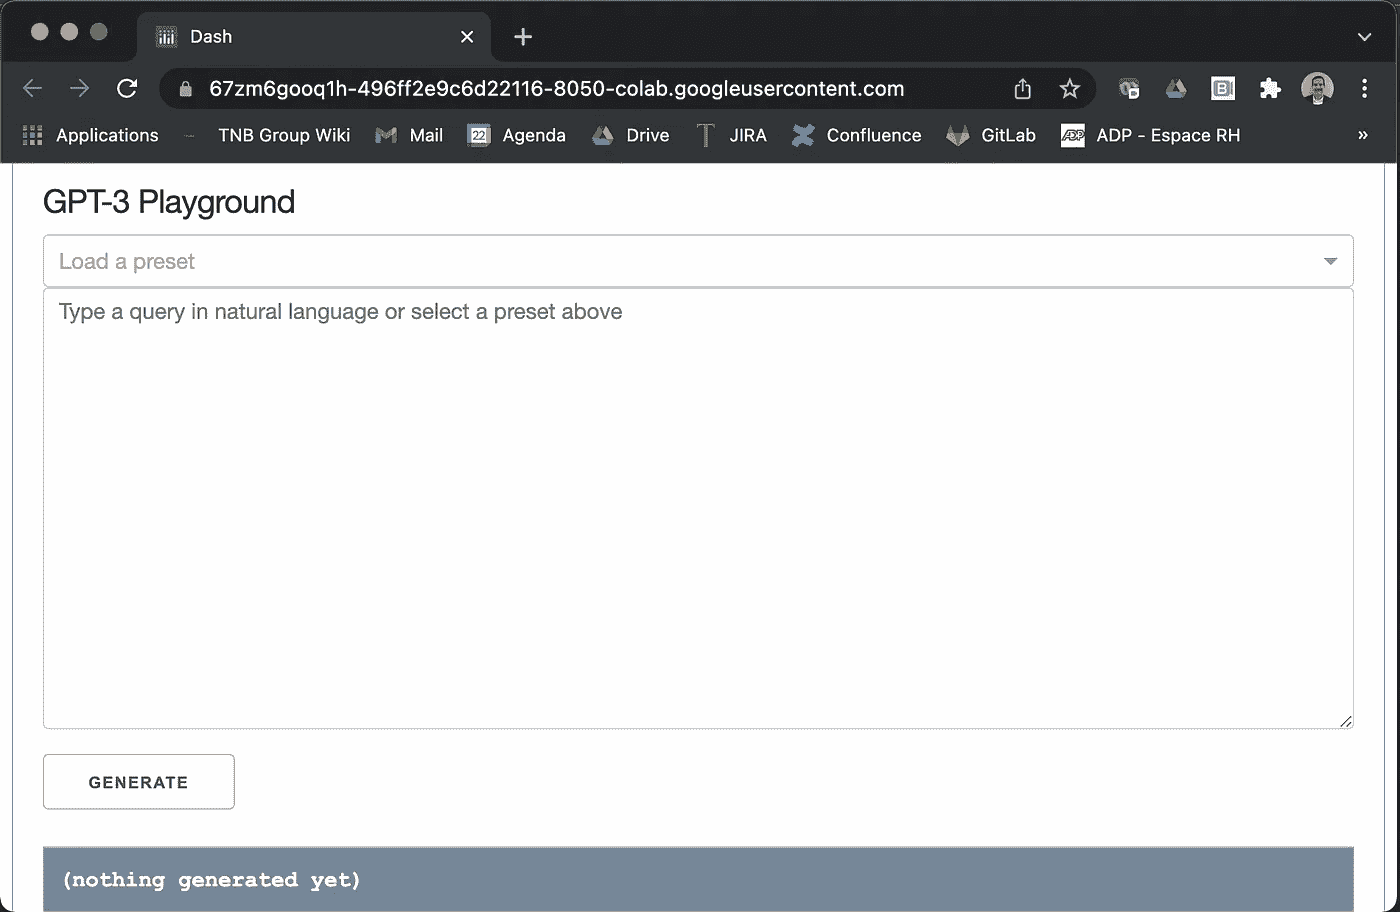 Dash
67zm6gooq1h-496ff2e9c6d22116-8050-colab.googleusercontent.com
Applications TNB Group Wiki Mail 22 Agenda Drive JIRA Confluence GitLab ADP ADP - Espace RH »
GPT-3 Playground
Load a preset
Type a query in natural language or select a preset above
GENERATE
(nothing generated yet)